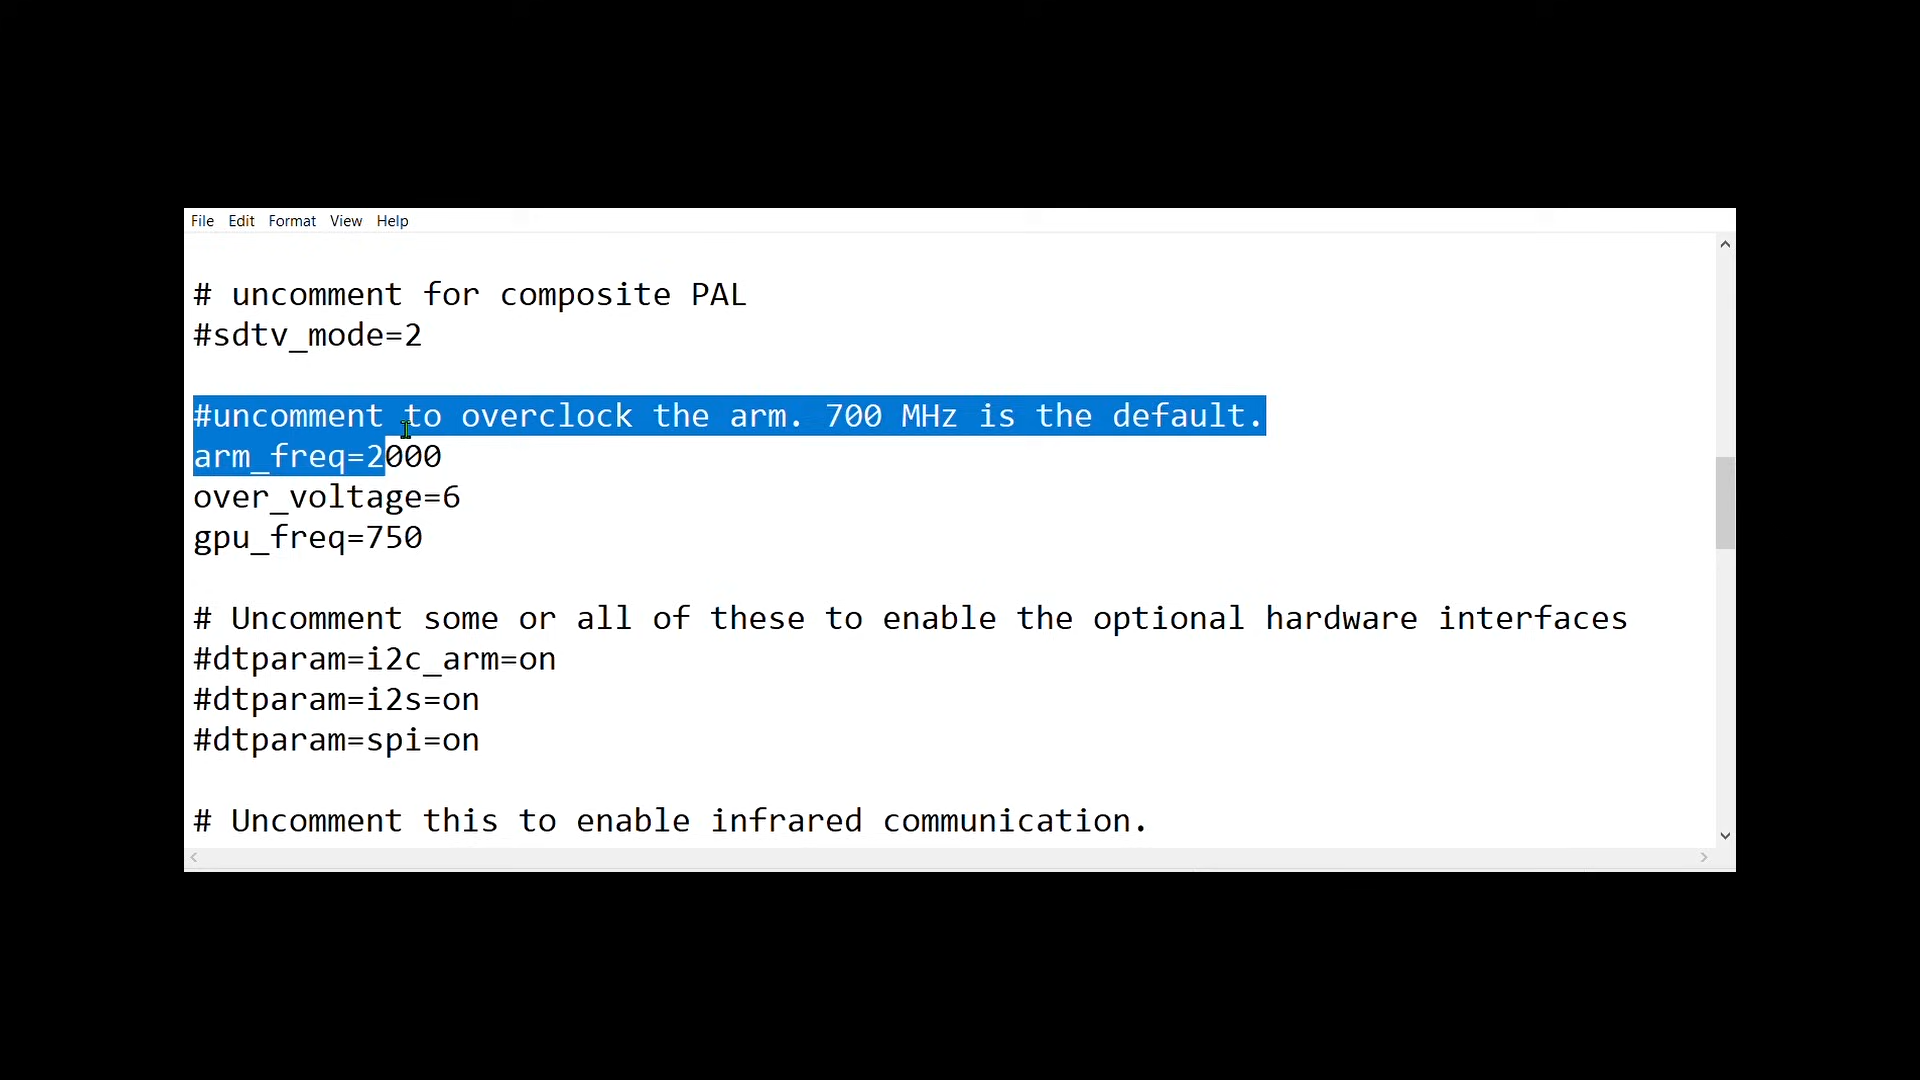 File Edit Format View Help
# uncomment for composite PAL
#sdtv_mode=2
#uncomment to overclock the arm. 700 MHz is the default.
arm_freq=2000
over_voltage=6
gpu_freq=750
# Uncomment some or all of these to enable the optional hardware interfaces
#dtparam=i2c_arm=on
#dtparam=i2s=on
#dtparam=spi=on
# Uncomment this to enable infrared communication.